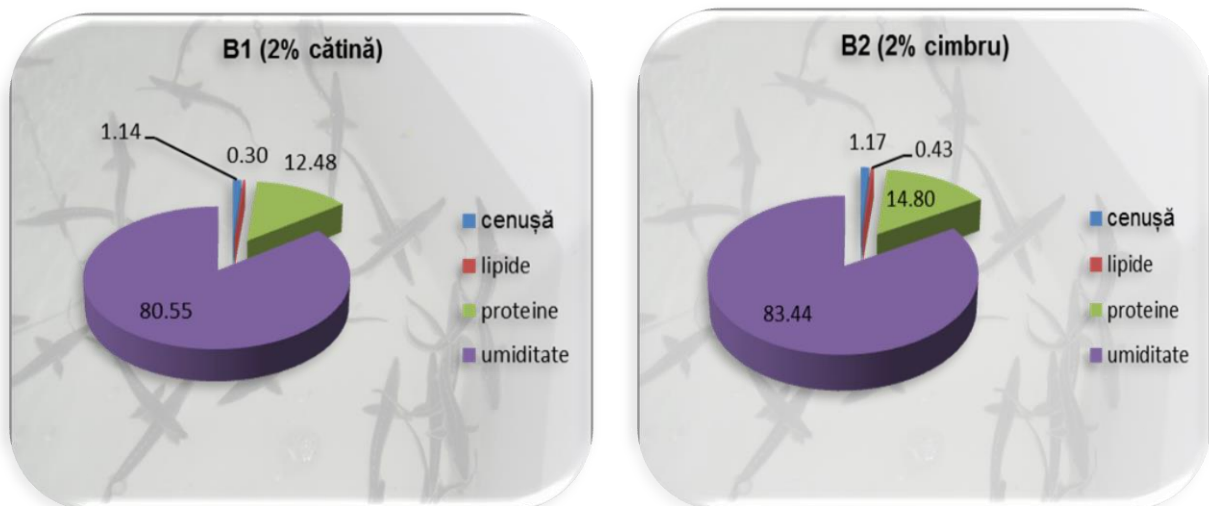 B1 (2% cătină)
1.14
0.30
12.48
80.55
cenușă
lipide
proteine
umiditate
B2 (2% cimbru)
1.17
0.43
14.80
83.44
cenușă
lipide
proteine
umiditate